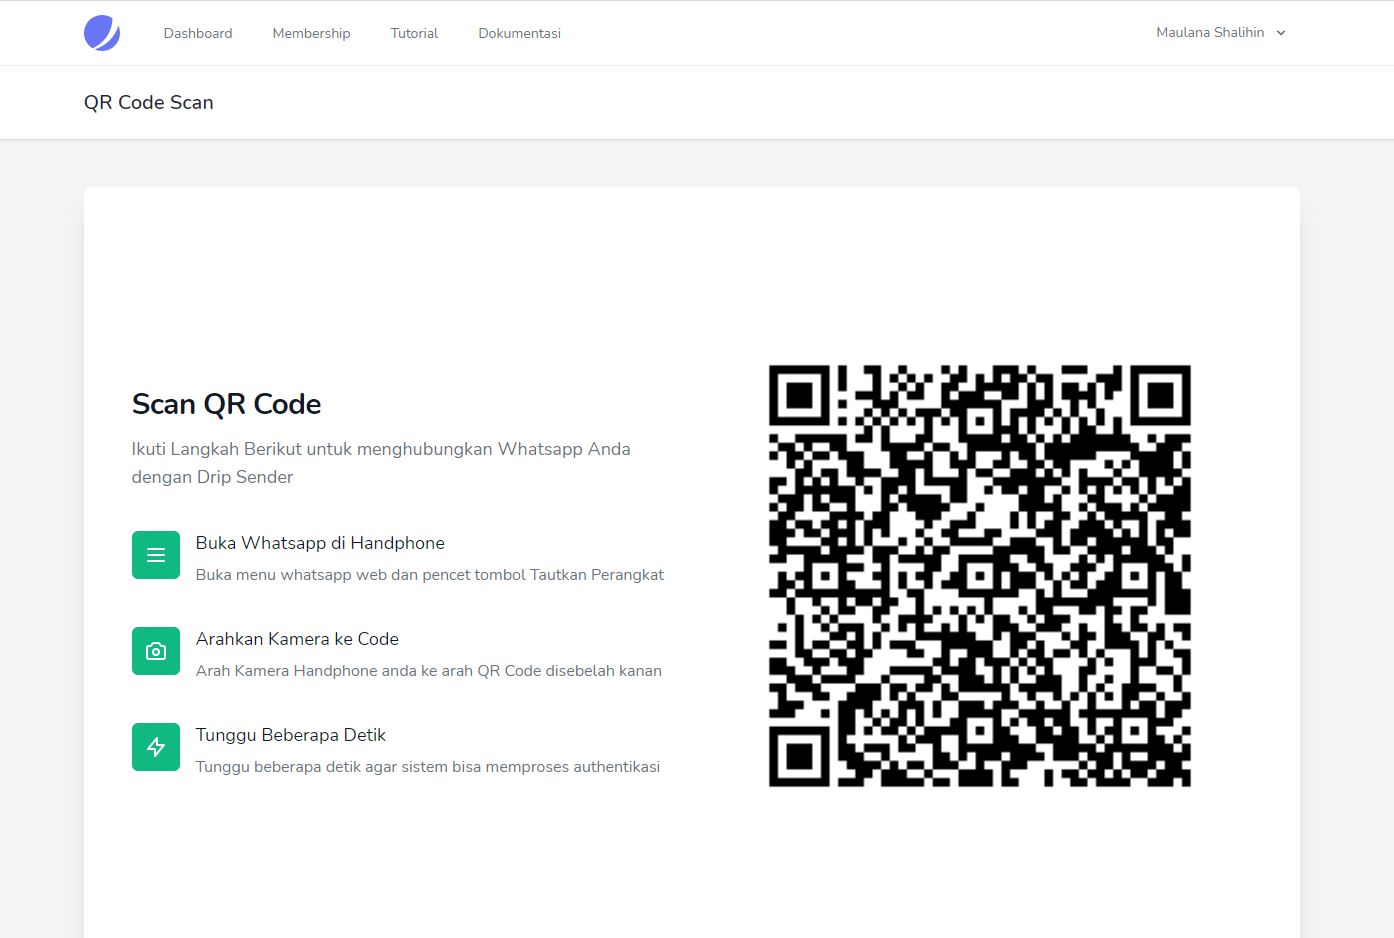 Dashboard
Membership
Tutorial
Dokumentasi
Maulana Shalihin
QR Code Scan
Scan QR Code
Ikuti Langkah Berikut untuk menghubungkan Whatsapp Anda
dengan Drip Sender
Buka Whatsapp di Handphone
Buka menu whatsapp web dan pencet tombol Tautkan Perangkat
Arahkan Kamera ke Code
Arah Kamera Handphone anda ke arah QR Code disebelah kanan
Tunggu Beberapa Detik
Tunggu beberapa detik agar sistem bisa memproses authentikasi